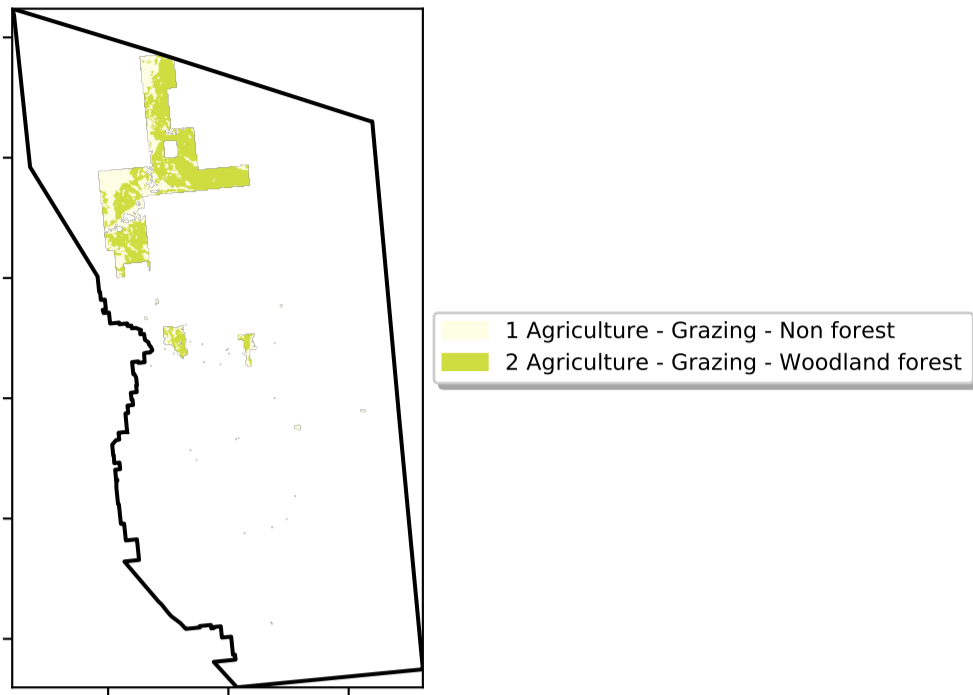 1 Agriculture - Grazing - Non forest
2 Agriculture - Grazing - Woodland forest